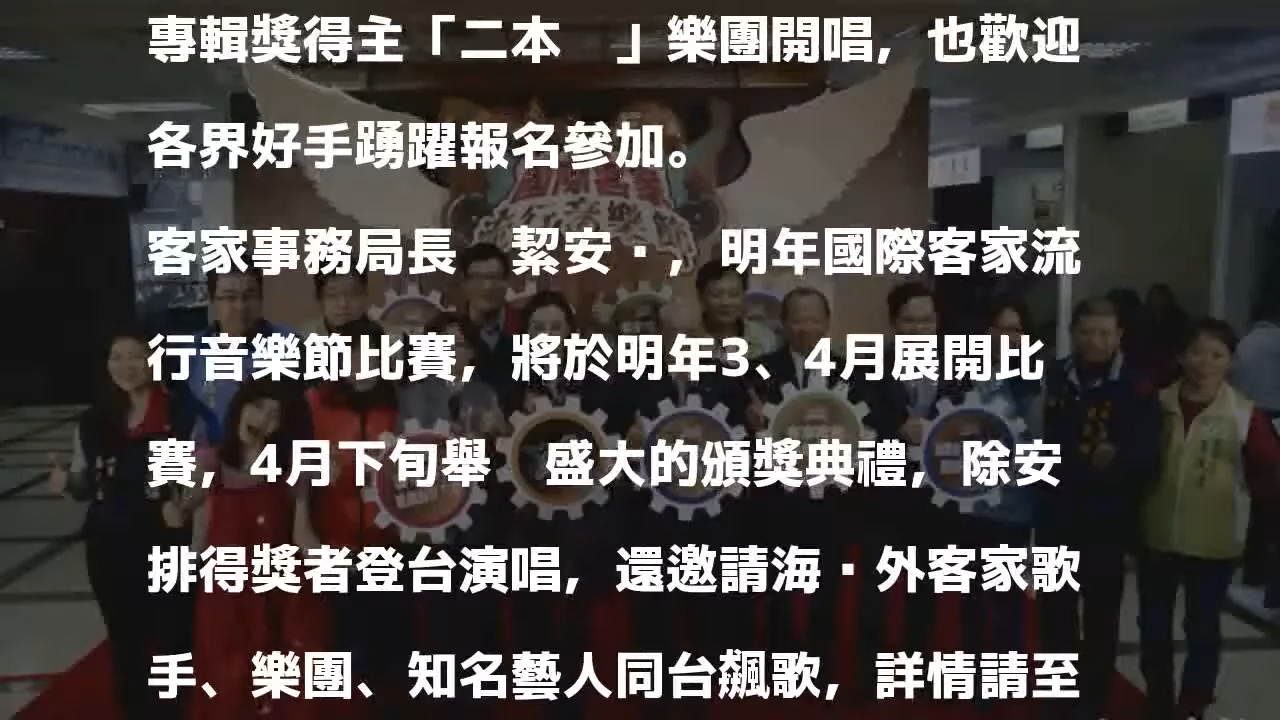 專輯獎得主「二本　」樂團開唱，也歡迎
各界好手踴躍報名參加。
客家事務局長　絜安·，明年國際客家流
行音樂節比賽，將於明年3、4月展開比
賽，4月下旬舉　盛大的頒獎典禮，除安
排得獎者登台演唱，還邀請海·外客家歌
手、樂團、知名藝人同台飆歌，詳情請至